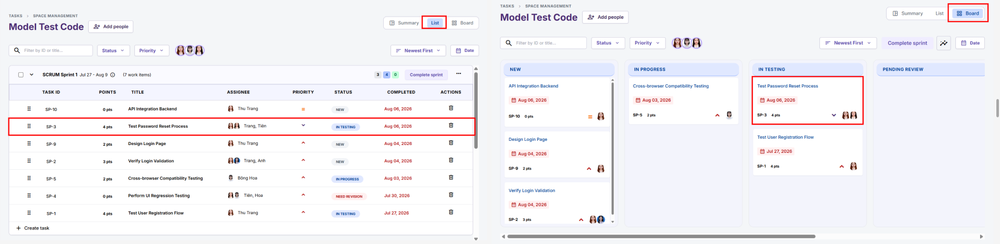 TASKS > SPACE MANAGEMENT
Model Test Code Add people
Summary List Board
Filter by ID or title... Status Priority Newest First Date
SCRUM Sprint 1 Jul 27 - Aug 9 (7 work items) 3 4 0 Complete sprint ...
TASK ID POINTS TITLE ASSIGNEE PRIORITY STATUS COMPLETED ACTIONS
SP-10 0 pts API Integration Backend Thu Trang NEW Aug 06, 2026
SP-3 4 pts Test Password Reset Process Trang, Tiên IN TESTING Aug 06, 2026
SP-9 2 pts Design Login Page Thu Trang NEW Aug 04, 2026
SP-2 3 pts Verify Login Validation Trang, Anh NEW Aug 04, 2026
SP-5 2 pts Cross-browser Compatibility Testing Bông Hoa IN PROGRESS Aug 03, 2026
SP-4 0 pts Perform UI Regression Testing Tiên, Hoa NEED REVISION Jul 30, 2026
SP-1 4 pts Test User Registration Flow Thu Trang IN TESTING Jul 27, 2026
+ Create task
TASKS > SPACE MANAGEMENT
Model Test Code Add people
Summary List Board
Filter by ID or title... Status Priority Newest First Complete sprint Date
NEW
API Integration Backend
Aug 06, 2026
SP-10 0 pts
Design Login Page
Aug 04, 2026
SP-9 2 pts
Verify Login Validation
Aug 04, 2026
SP-2 3 pts
IN PROGRESS
Cross-browser Compatibility Testing
Aug 03, 2026
SP-5 2 pts
IN TESTING
Test Password Reset Process
Aug 06, 2026
SP-3 4 pts
Test User Registration Flow
Jul 27, 2026
SP-1 4 pts
PENDING REVIEW